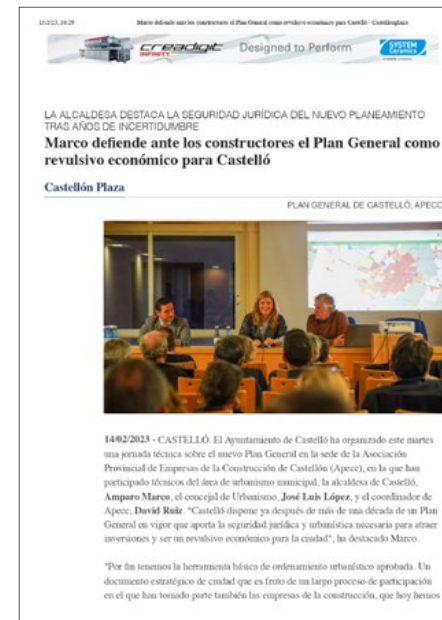 15/2/23, 10:29 Marco defiende ante los constructores el Plan General como revulsivo económico para Castelló - Castellonplaza
creadigit
INFINITY
Designed to Perform
SYSTEM
Ceramics
LA ALCALDESA DESTACA LA SEGURIDAD JURÍDICA DEL NUEVO PLANEAMIENTO
TRAS AÑOS DE INCERTIDUMBRE
Marco defiende ante los constructores el Plan General como
revulsivo económico para Castelló
Castellón Plaza
PLAN GENERAL DE CASTELLÓ, APECC
14/02/2023 - CASTELLÓ. El Ayuntamiento de Castelló ha organizado este martes
una jornada técnica sobre el nuevo Plan General en la sede de la Asociación
Provincial de Empresas de la Construcción de Castellón (Apecc), en la que han
participado técnicos del área de urbanismo municipal, la alcaldesa de Castelló,
Amparo Marco, el concejal de Urbanismo, José Luis López, y el coordinador de
Apecc, David Ruiz. "Castelló dispone ya después de más de una década de un Plan
General en vigor que aporta la seguridad jurídica y urbanística necesaria para atraer
inversiones y ser un revulsivo económico para la ciudad", ha destacado Marco.
"Por fin tenemos la herramienta básica de ordenamiento urbanístico aprobada. Un
documento estratégico de ciudad que es fruto de un largo proceso de participación
en el que han tomado parte también las empresas de la construcción, que hoy hemos